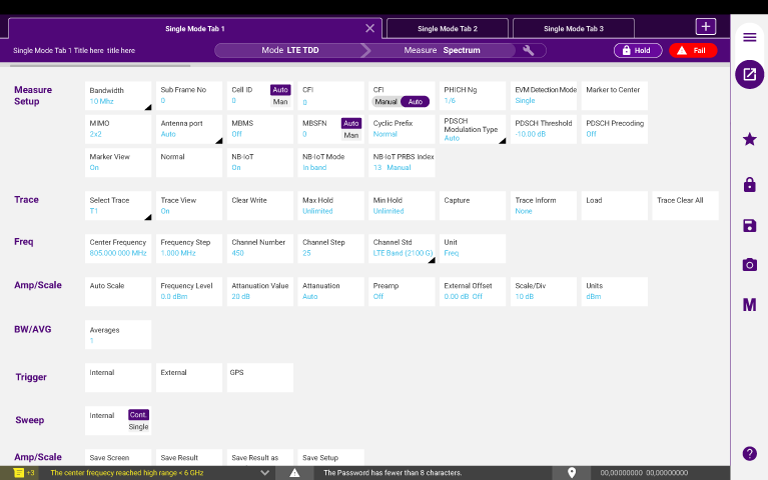 Single Mode Tab 1
Single Mode Tab 2
Single Mode Tab 3
Single Mode Tab 1 Title here title here
Mode LTE TDD
Measure Spectrum
Hold
Fail
Measure Setup
Bandwidth
10 Mhz
Sub Frame No
0
Cell ID
0
Auto
Man
CFI
0
CFI
Manual Auto
PHICH Ng
1/6
EVM Detection Mode
Single
Marker to Center
MIMO
2x2
Antenna port
Auto
MBMS
Off
MBSFN
0
Auto
Man
Cyclic Prefix
Normal
PDSCH
Modulation Type
Auto
PDSCH Threshold
-10.00 dB
PDSCH Precoding
Off
Marker View
On
Normal
NB-IoT
On
NB-IoT Mode
In-band
NB-IoT PRBS Index
13 Manual
Trace
Select Trace
T1
Trace View
On
Clear Write
Max Hold
Unlimited
Min Hold
Unlimited
Capture
Trace Inform
None
Load
Trace Clear All
Freq
Center Frequency
805.000 000 MHz
Frequency Step
1.000 MHz
Channel Number
450
Channel Step
25
Channel Std
LTE Band (2100 G)
Unit
Freq
Amp/Scale
Auto Scale
Frequency Level
0.0 dBm
Attanuation Value
20 dB
Attanuation
Auto
Preamp
Off
External Offset
0.00 dB Off
Scale/Div
10 dB
Units
dBm
BW/AVG
Averages
1
Trigger
Internal
External
GPS
Sweep
Internal
Cont.
Single
Amp/Scale
Save Screen
Save Result
Save Result as
Save Setup
M
+3
The center frequecy reached high range < 6 GHz
The Password has fewer than 8 characters.
00,00000000 00,00000000